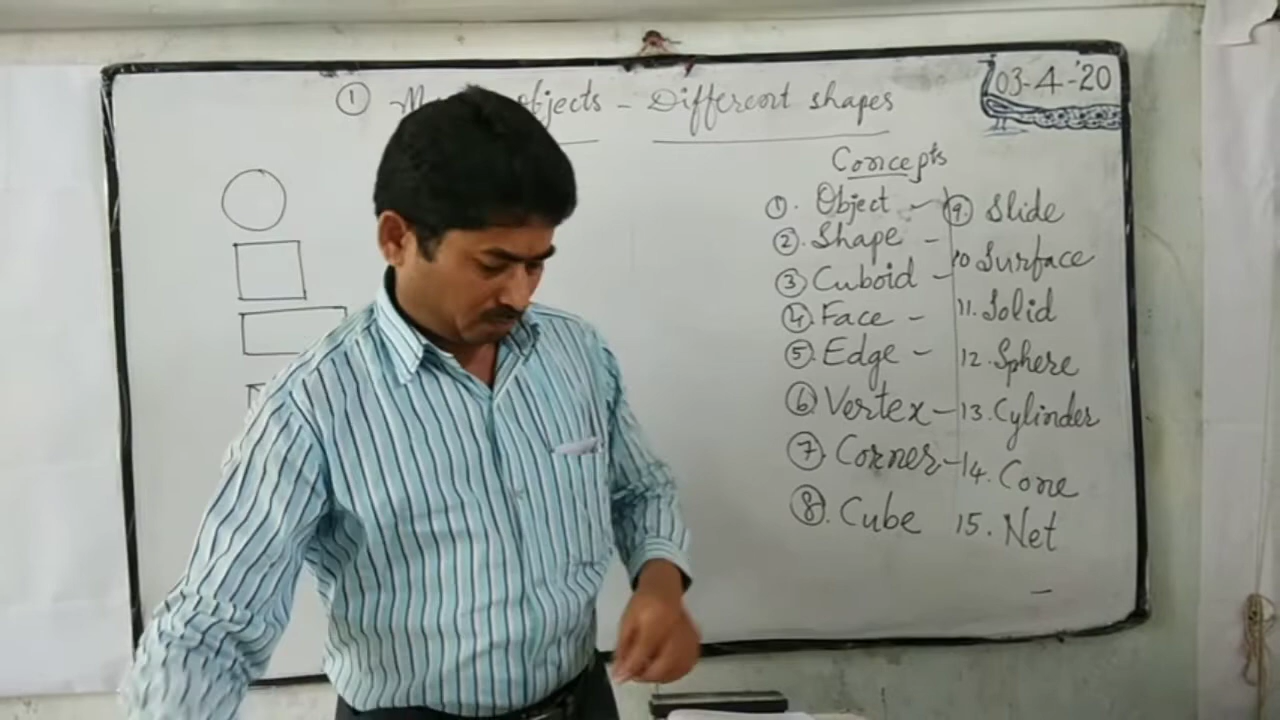 ① objects - Different shapes
03-4-'20
Concepts
①. Object -
②. Shape -
③ Cuboid -
④. Face -
⑤. Edge -
⑥ Vertex -
⑦. Corner -
⑧. Cube
⑨ Slide
10 Surface
11. Solid
12. Sphere
13. Cylinder
14. Cone
15. Net